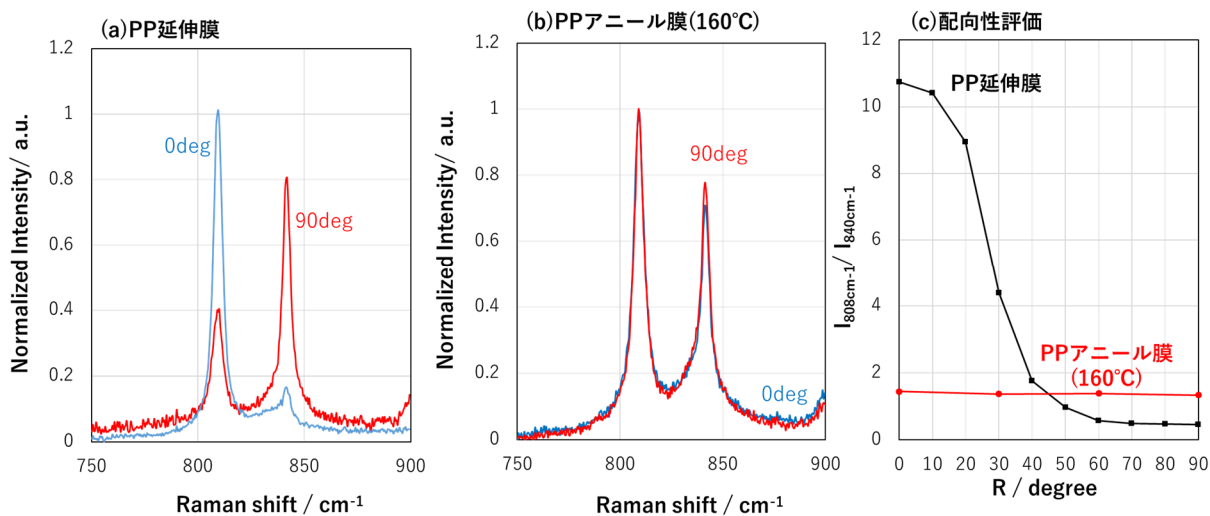 (a)PP延伸膜
1.2
1
0.8
0.6
0.4
0.2
0
750
800
850
900
0deg
90deg
Normalized Intensity/ a.u.
Raman shift / cm-1
(b)PPアニール膜(160℃)
1.2
1
0.8
0.6
0.4
0.2
0
750
800
850
900
90deg
0deg
Normalized Intensity/ a.u.
Raman shift / cm-1
(c)配向性評価
12
10
8
6
4
2
0
0
10
20
30
40
50
60
70
80
90
PP延伸膜
PPアニール膜
(160℃)
I808cm-1/ I840cm-1
R / degree